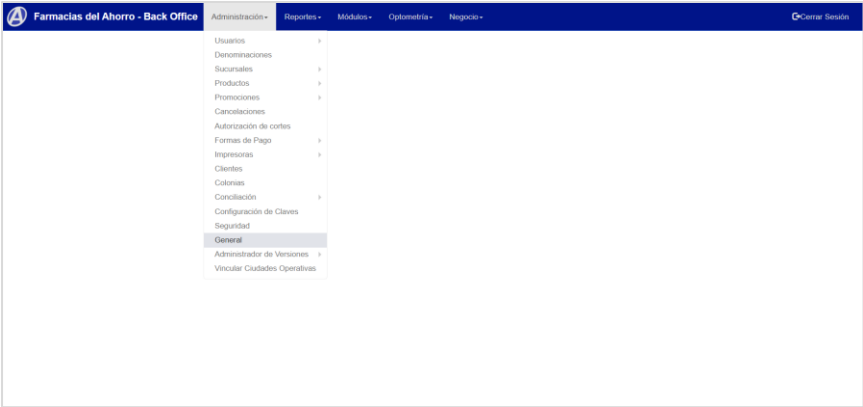 Farmacias del Ahorro - Back Office Administración Reportes Módulos Optometría Negocio Cerrar Sesión
Usuarios
Denominaciones
Sucursales
Productos
Promociones
Cancelaciones
Autorización de cortes
Formas de Pago
Impresoras
Clientes
Colonias
Conciliación
Configuración de Claves
Seguridad
General
Administrador de Versiones
Vincular Ciudades Operativas